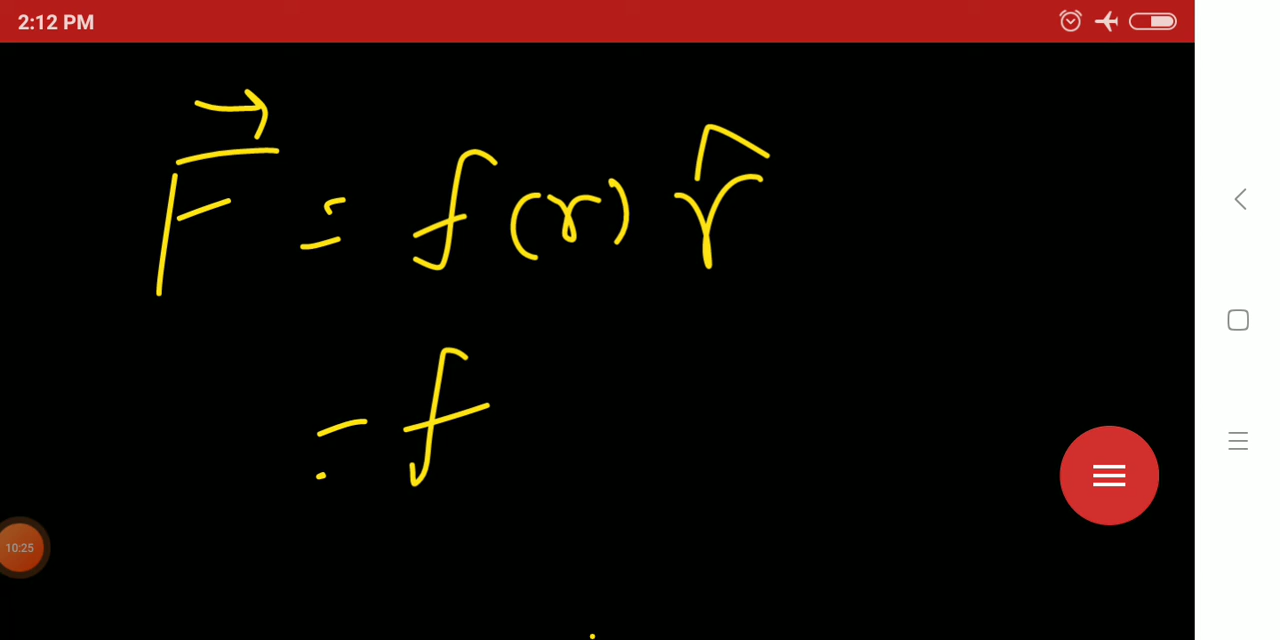 2:12 PM
F⃗ = f(r) r̂
= f
10:25